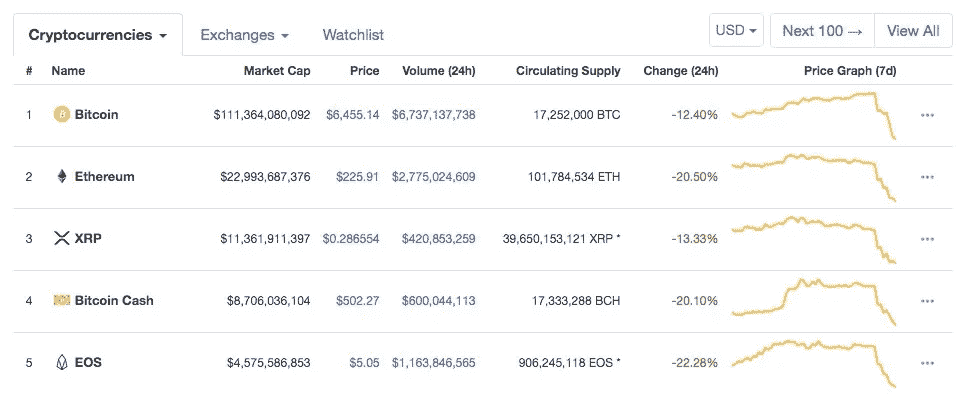 Cryptocurrencies Exchanges Watchlist USD Next 100 → View All
# Name Market Cap Price Volume (24h) Circulating Supply Change (24h) Price Graph (7d)
1 Bitcoin $111,364,080,092 $6,455.14 $6,737,137,738 17,252,000 BTC -12.40%
2 Ethereum $22,993,687,376 $225.91 $2,775,024,609 101,784,534 ETH -20.50%
3 XRP $11,361,911,397 $0.286554 $420,853,259 39,650,153,121 XRP * -13.33%
4 Bitcoin Cash $8,706,036,104 $502.27 $600,044,113 17,333,288 BCH -20.10%
5 EOS $4,575,586,853 $5.05 $1,163,846,565 906,245,118 EOS * -22.28%